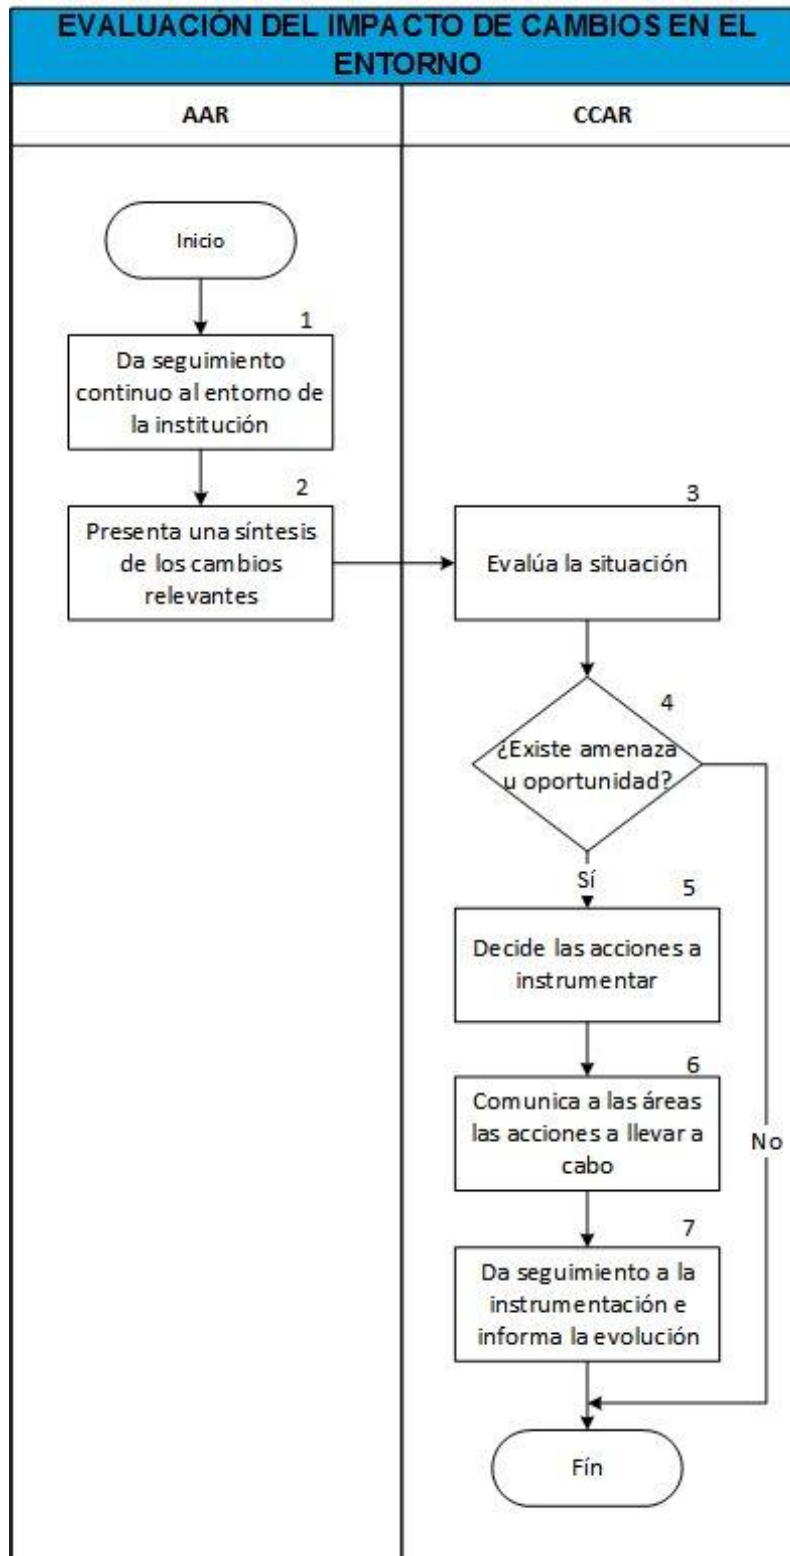 EVALUACIÓN DEL IMPACTO DE CAMBIOS EN EL
ENTORNO
AAR
CCAR
Inicio
1
Da seguimiento
continuo al entorno de
la institución
2
Presenta una síntesis
de los cambios
relevantes
3
Evalúa la situación
4
¿Existe amenaza
u oportunidad?
Sí
5
Decide las acciones a
instrumentar
6
Comunica a las áreas
las acciones a llevar a
cabo
No
7
Da seguimiento a la
instrumentación e
informa la evolución
Fín